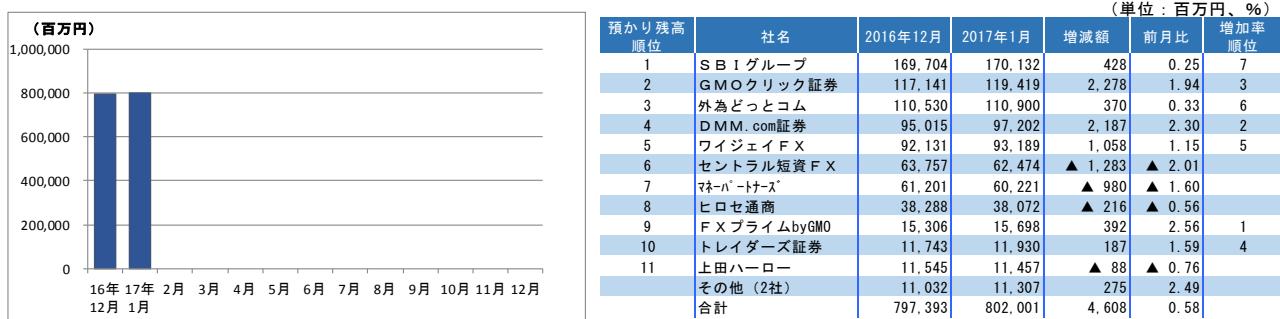 （百万円）
1,000,000
800,000
600,000
400,000
200,000
0
16年 17年 2月 3月 4月 5月 6月 7月 8月 9月 10月 11月 12月
12月 1月
（単位：百万円、%）
預かり残高順位 社名 2016年12月 2017年1月 増減額 前月比 増加率順位
1 ＳＢＩグループ 169,704 170,132 428 0.25 7
2 ＧＭＯクリック証券 117,141 119,419 2,278 1.94 3
3 外為どっとコム 110,530 110,900 370 0.33 6
4 ＤＭＭ.com証券 95,015 97,202 2,187 2.30 2
5 ワイジェイＦＸ 92,131 93,189 1,058 1.15 5
6 セントラル短資ＦＸ 63,757 62,474 ▲ 1,283 ▲ 2.01
7 ﾏﾈｰﾊﾟｰﾄﾅｰｽﾞ 61,201 60,221 ▲ 980 ▲ 1.60
8 ヒロセ通商 38,288 38,072 ▲ 216 ▲ 0.56
9 ＦＸプライムbyGMO 15,306 15,698 392 2.56 1
10 トレイダーズ証券 11,743 11,930 187 1.59 4
11 上田ハーロー 11,545 11,457 ▲ 88 ▲ 0.76
その他（2社） 11,032 11,307 275 2.49
合計 797,393 802,001 4,608 0.58